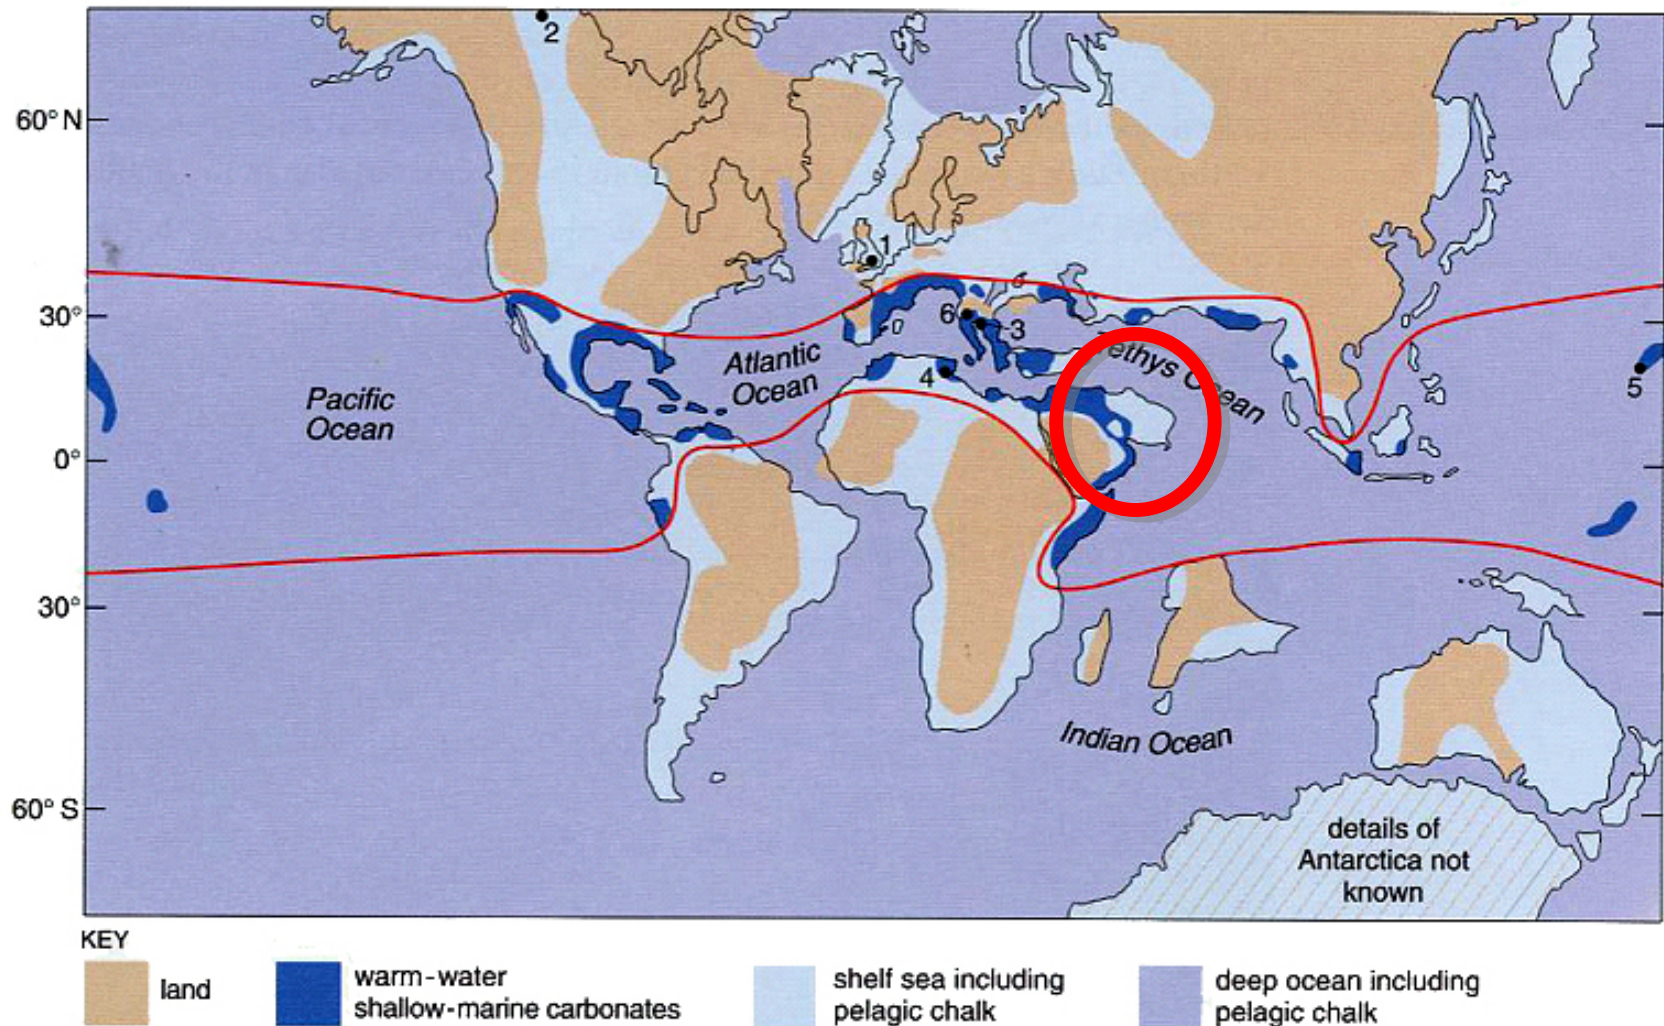 2
60° N
1
30°
6
3
Tethys Ocean
Atlantic
Ocean
4
5
Pacific
Ocean
0°
30°
Indian Ocean
60° S
details of
Antarctica not
known
KEY
land
warm-water
shallow-marine carbonates
shelf sea including
pelagic chalk
deep ocean including
pelagic chalk